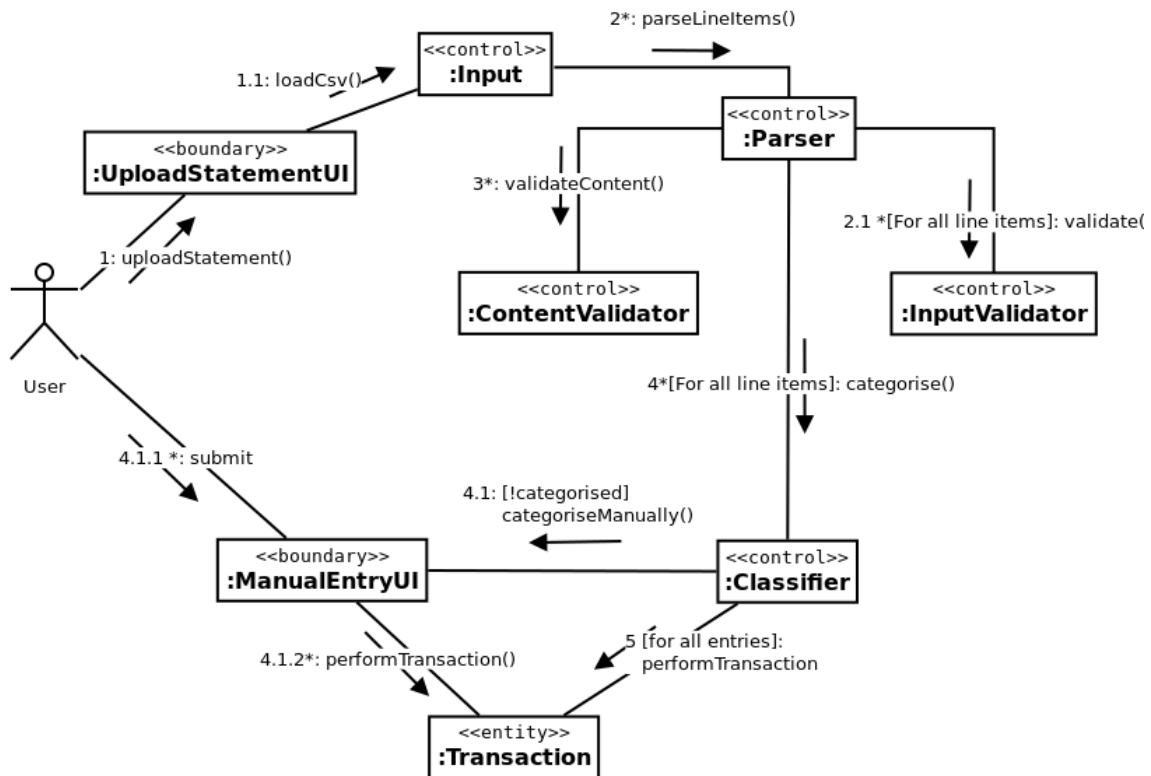 2*: parseLineItems()
<<control>>
:Input
1.1: loadCsv()
<<control>>
:Parser
<<boundary>>
:UploadStatementUI
3*: validateContent()
2.1 *[For all line items]: validate(
1: uploadStatement()
<<control>>
:ContentValidator
<<control>>
:InputValidator
User
4*[For all line items]: categorise()
4.1.1 *: submit
4.1: [!categorised]
categoriseManually()
<<boundary>>
:ManualEntryUI
<<control>>
:Classifier
5 [for all entries]:
performTransaction
4.1.2*: performTransaction()
<<entity>>
:Transaction